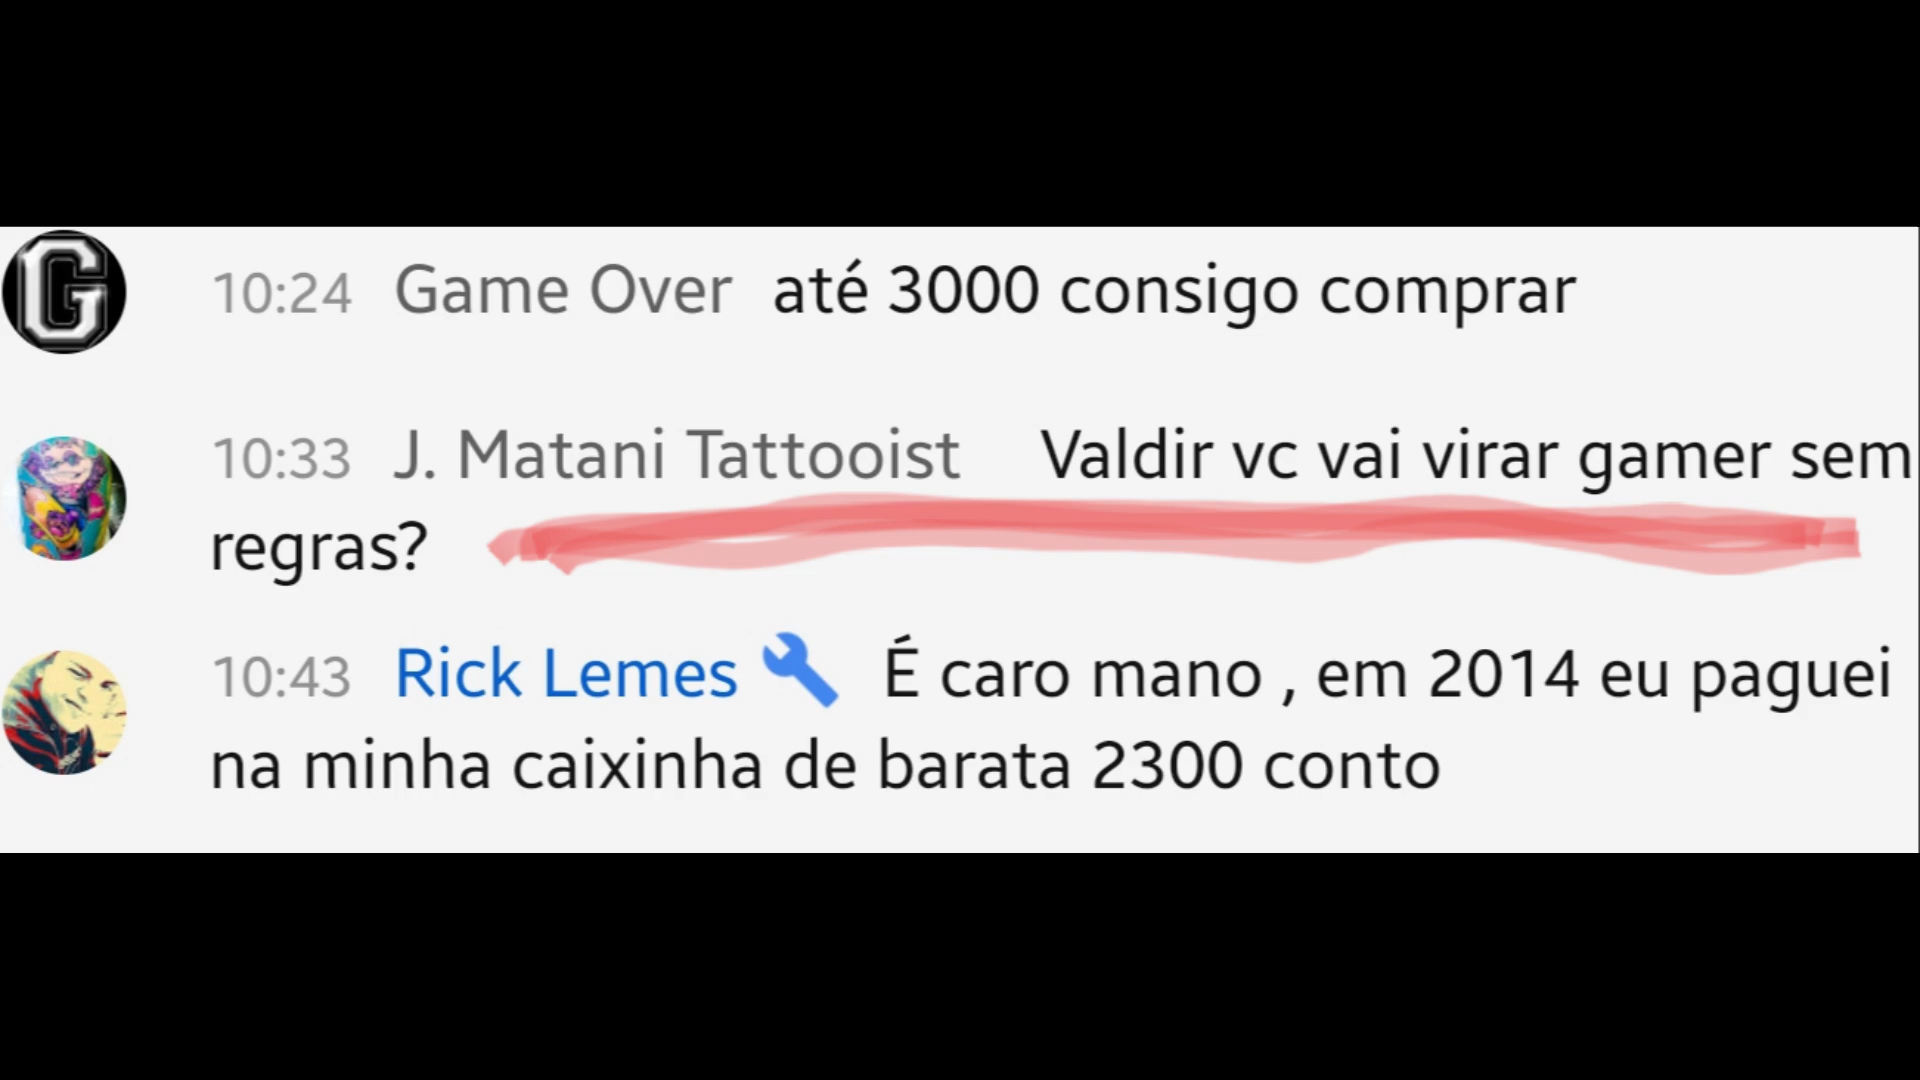 G
10:24 Game Over até 3000 consigo comprar
10:33 J. Matani Tattooist Valdir vc vai virar gamer sem
regras?
10:43 Rick Lemes É caro mano , em 2014 eu paguei
na minha caixinha de barata 2300 conto